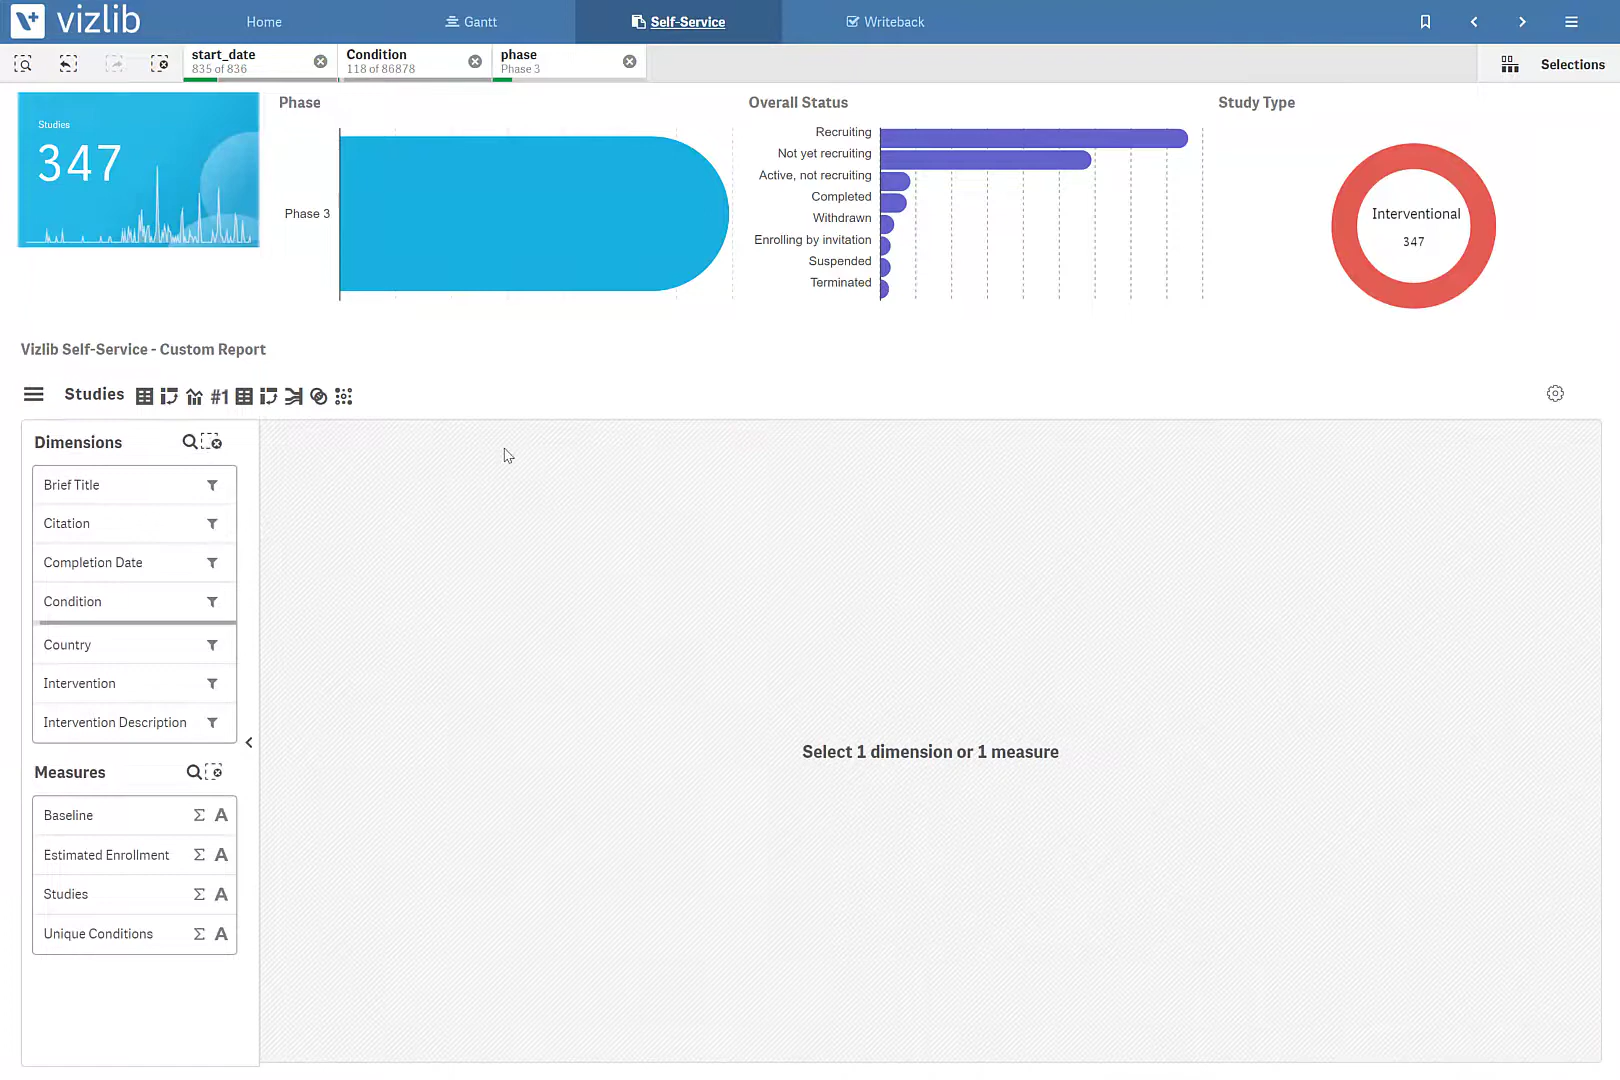 vizlib
Home
Gantt
Self-Service
Writeback
start_date
835 of 836
Condition
118 of 86878
phase
Phase 3
Selections
Studies
347
Phase
Phase 3
Overall Status
Recruiting
Not yet recruiting
Active, not recruiting
Completed
Withdrawn
Enrolling by invitation
Suspended
Terminated
Study Type
Interventional
347
Vizlib Self-Service - Custom Report
Studies
#1
Dimensions
Brief Title
Citation
Completion Date
Condition
Country
Intervention
Intervention Description
Measures
Baseline
Σ A
Estimated Enrollment
Σ A
Studies
Σ A
Unique Conditions
Σ A
Select 1 dimension or 1 measure